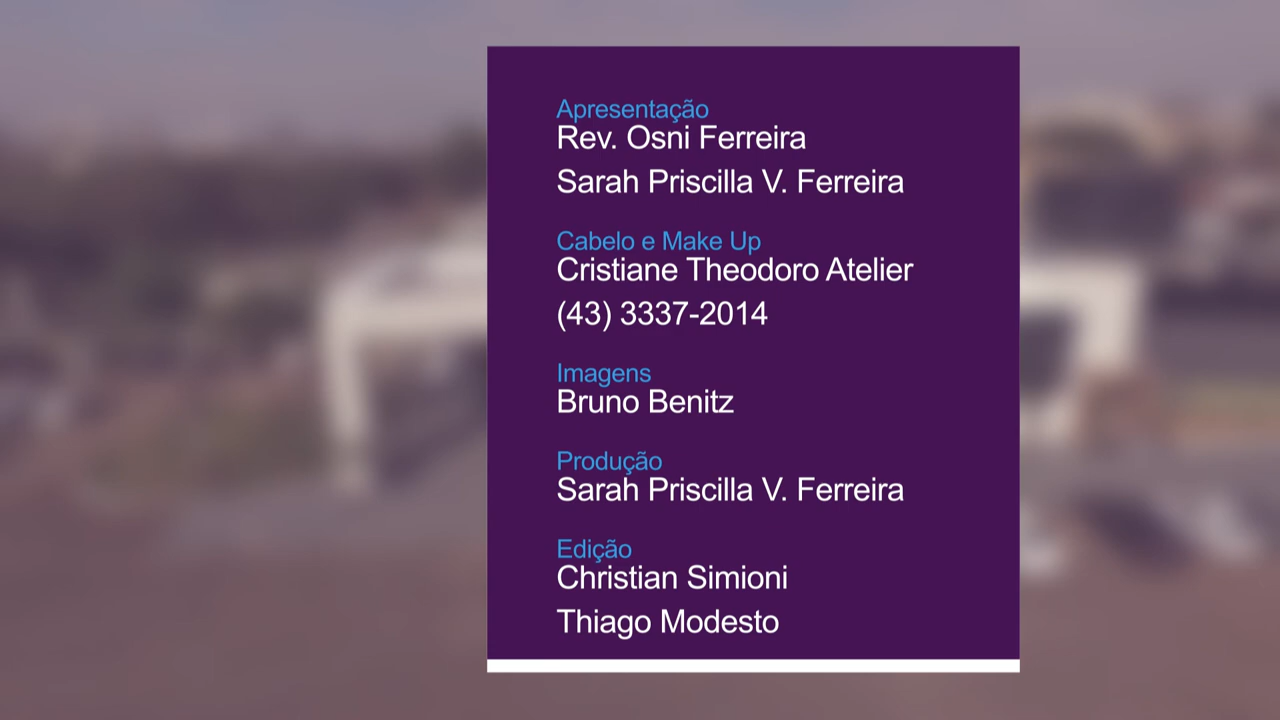 Apresentação
Rev. Osni Ferreira
Sarah Priscilla V. Ferreira
Cabelo e Make Up
Cristiane Theodoro Atelier
(43) 3337-2014
Imagens
Bruno Benitz
Produção
Sarah Priscilla V. Ferreira
Edição
Christian Simioni
Thiago Modesto